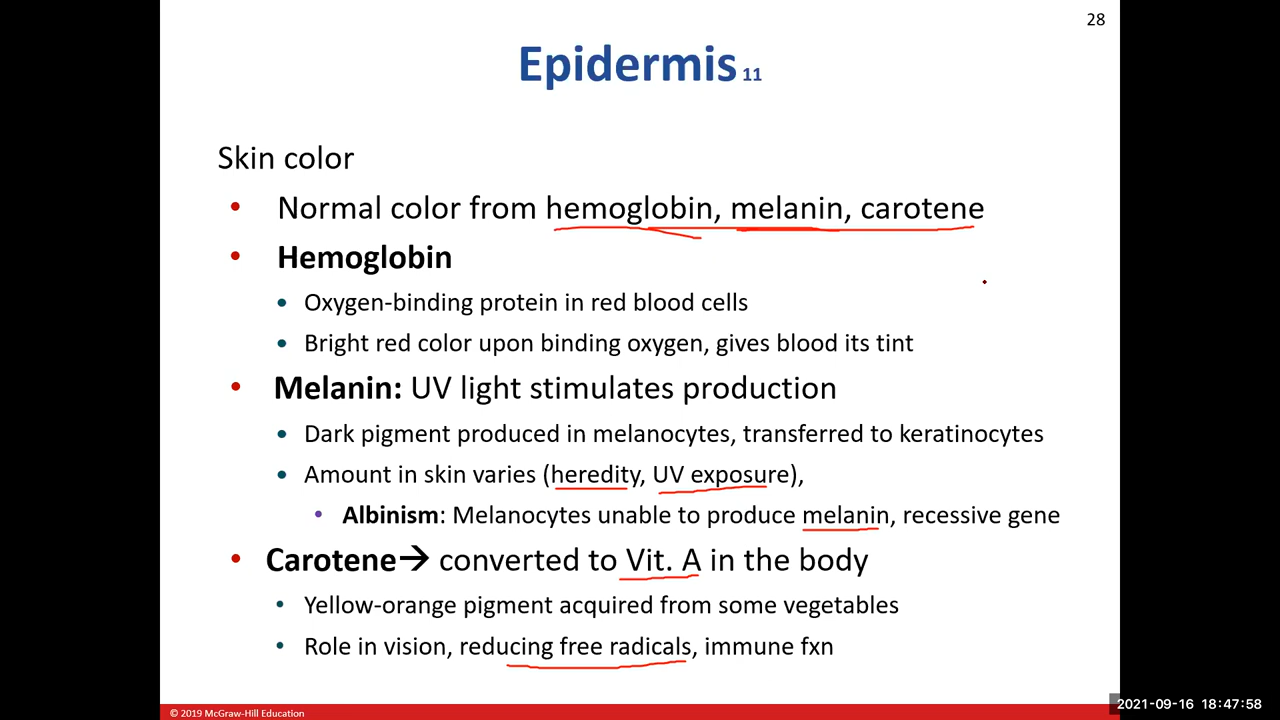 28
Epidermis 11
Skin color
• Normal color from hemoglobin, melanin, carotene
• Hemoglobin
• Oxygen-binding protein in red blood cells
• Bright red color upon binding oxygen, gives blood its tint
• Melanin: UV light stimulates production
• Dark pigment produced in melanocytes, transferred to keratinocytes
• Amount in skin varies (heredity, UV exposure),
• Albinism: Melanocytes unable to produce melanin, recessive gene
• Carotene→ converted to Vit. A in the body
• Yellow-orange pigment acquired from some vegetables
• Role in vision, reducing free radicals, immune fxn
© 2019 McGraw-Hill Education
2021-09-16 18:47:58